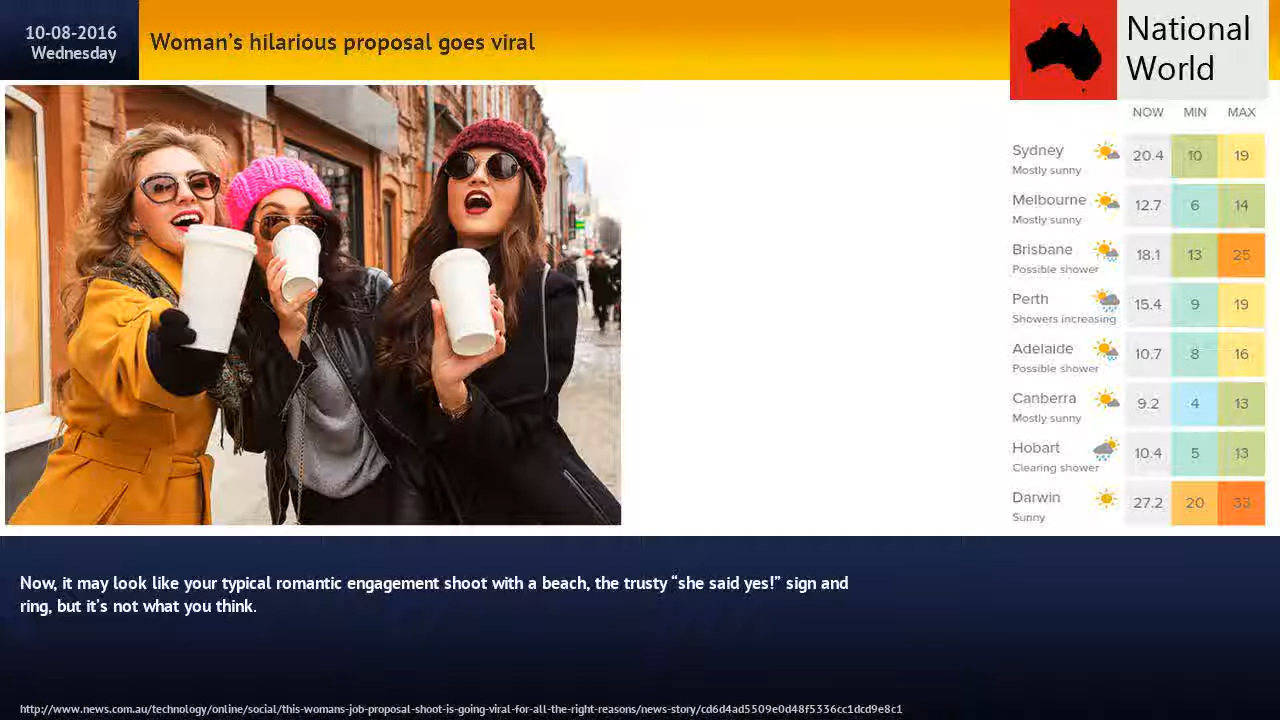 10-08-2016
Wednesday
Woman’s hilarious proposal goes viral
National
World
NOW MIN MAX
Sydney 20.4 10 19
Mostly sunny
Melbourne 12.7 6 14
Mostly sunny
Brisbane 18.1 13 25
Possible shower
Perth 15.4 9 19
Showers increasing
Adelaide 10.7 8 16
Possible shower
Canberra 9.2 4 13
Mostly sunny
Hobart 10.4 5 13
Clearing shower
Darwin 27.2 20 33
Sunny
Now, it may look like your typical romantic engagement shoot with a beach, the trusty “she said yes!” sign and
ring, but it’s not what you think.
http://www.news.com.au/technology/online/social/this-womans-job-proposal-shoot-is-going-viral-for-all-the-right-reasons/news-story/cd6d4ad5509e0d48f5336cc1dcd9e8c1